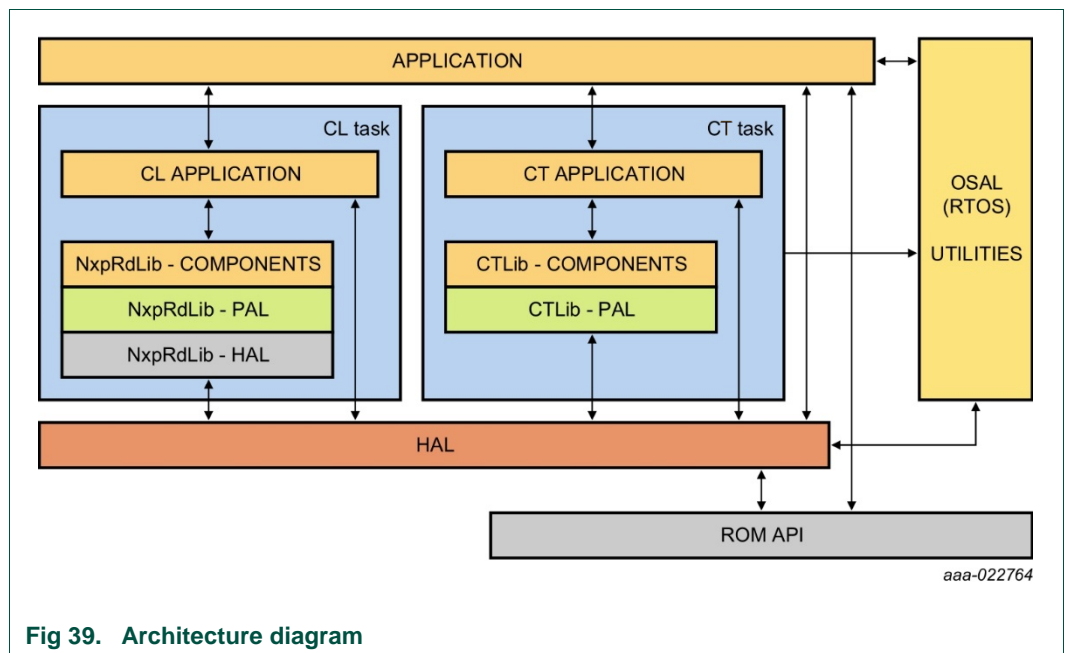 APPLICATION
CL task
CL APPLICATION
NxpRdLib - COMPONENTS
NxpRdLib - PAL
NxpRdLib - HAL
CT task
CT APPLICATION
CTLib - COMPONENTS
CTLib - PAL
OSAL
(RTOS)
UTILITIES
HAL
ROM API
aaa-022764
Fig 39. Architecture diagram